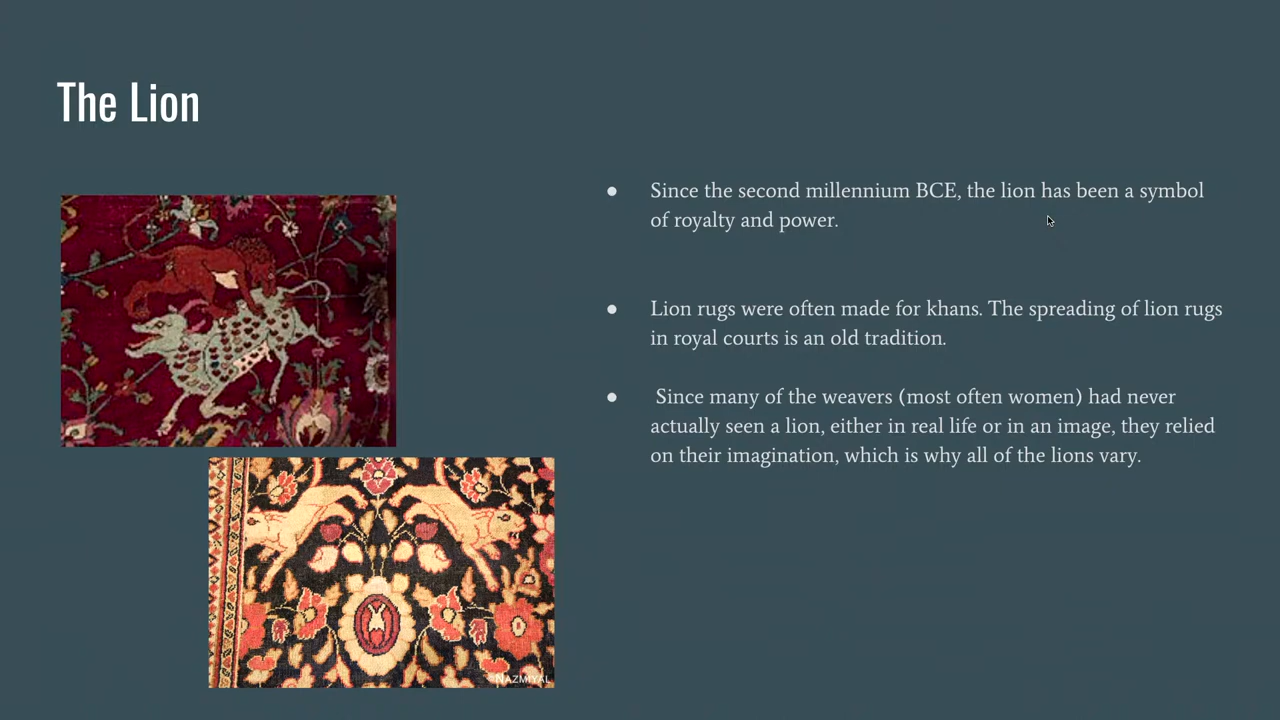 The Lion
● Since the second millennium BCE, the lion has been a symbol
of royalty and power.
● Lion rugs were often made for khans. The spreading of lion rugs
in royal courts is an old tradition.
● Since many of the weavers (most often women) had never
actually seen a lion, either in real life or in an image, they relied
on their imagination, which is why all of the lions vary.
©NAZMIYAL